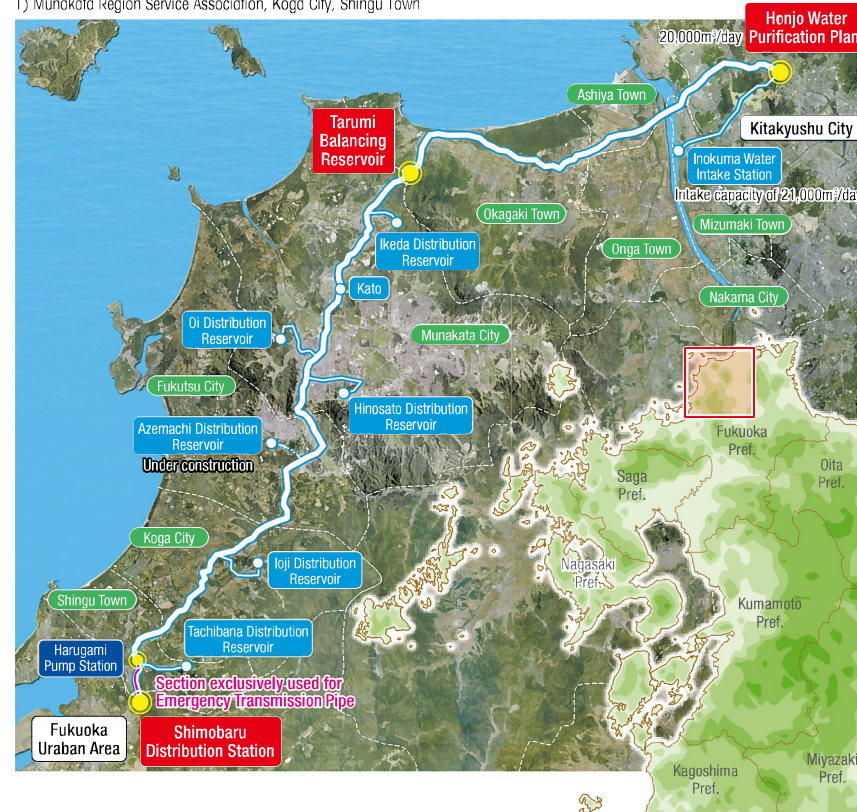 1) Munakata Region Service Association, Koga City, Shingu Town
Honjo Water
Purification Plan
20,000m³/day
Ashiya Town
Tarumi
Balancing
Reservoir
Kitakyushu City
Inokuma Water
Intake Station
Intake capacity of 21,000m³/da
Okagaki Town
Mizumaki Town
Ikeda Distribution
Reservoir
Onga Town
Kato
Nakama City
Oi Distribution
Reservoir
Munakata City
Fukutsu City
Hinosato Distribution
Reservoir
Azemachi Distribution
Reservoir
Under construction
Fukuoka
Pref.
Oita
Pref.
Saga
Pref.
Koga City
Ioji Distribution
Reservoir
Nagasaki
Pref.
Shingu Town
Kumamoto
Pref.
Tachibana Distribution
Reservoir
Harugami
Pump Station
Section exclusively used for
Emergency Transmission Pipe
Fukuoka
Uraban Area
Shimobaru
Distribution Station
Kagoshima
Pref.
Miyazaki
Pref.